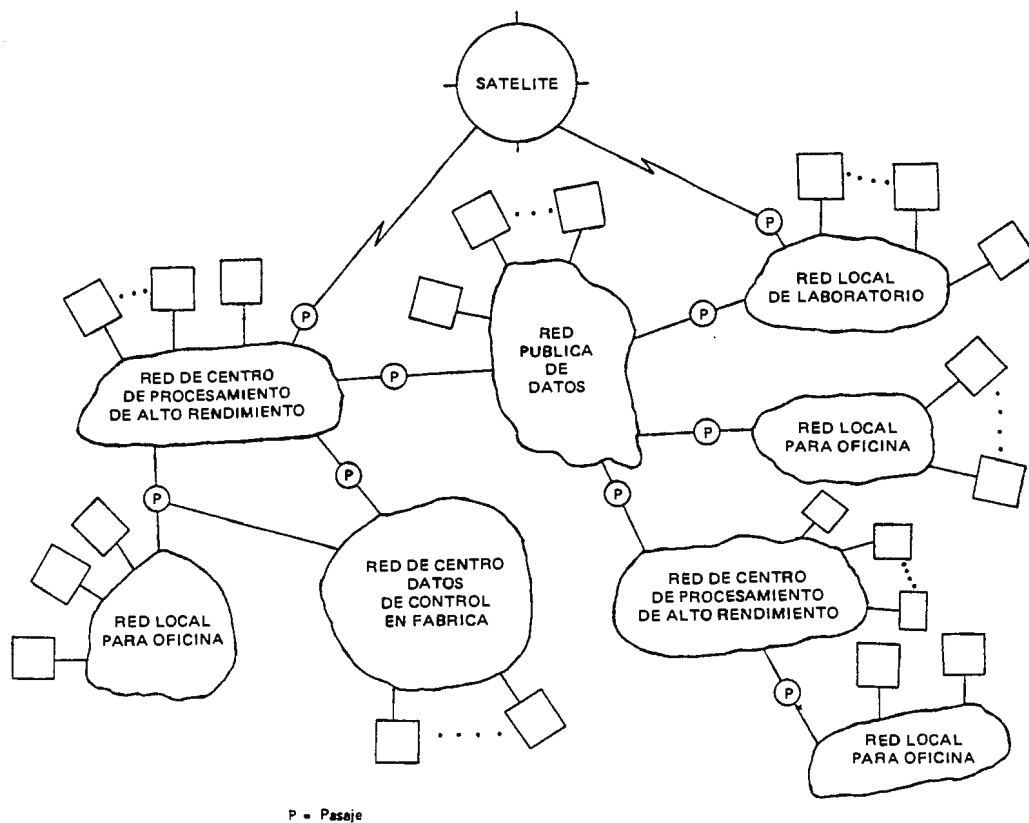 SATELITE
P
P
RED LOCAL
DE LABORATORIO
P
P
RED
PUBLICA
DE
DATOS
P
RED DE CENTRO
DE PROCESAMIENTO
DE ALTO RENDIMIENTO
P
RED LOCAL
PARA OFICINA
P
P
P
RED DE CENTRO
DATOS
DE CONTROL
EN FABRICA
RED DE CENTRO
DE PROCESAMIENTO
DE ALTO RENDIMIENTO
RED LOCAL
PARA OFICINA
P
RED LOCAL
PARA OFICINA
P = Pasaje